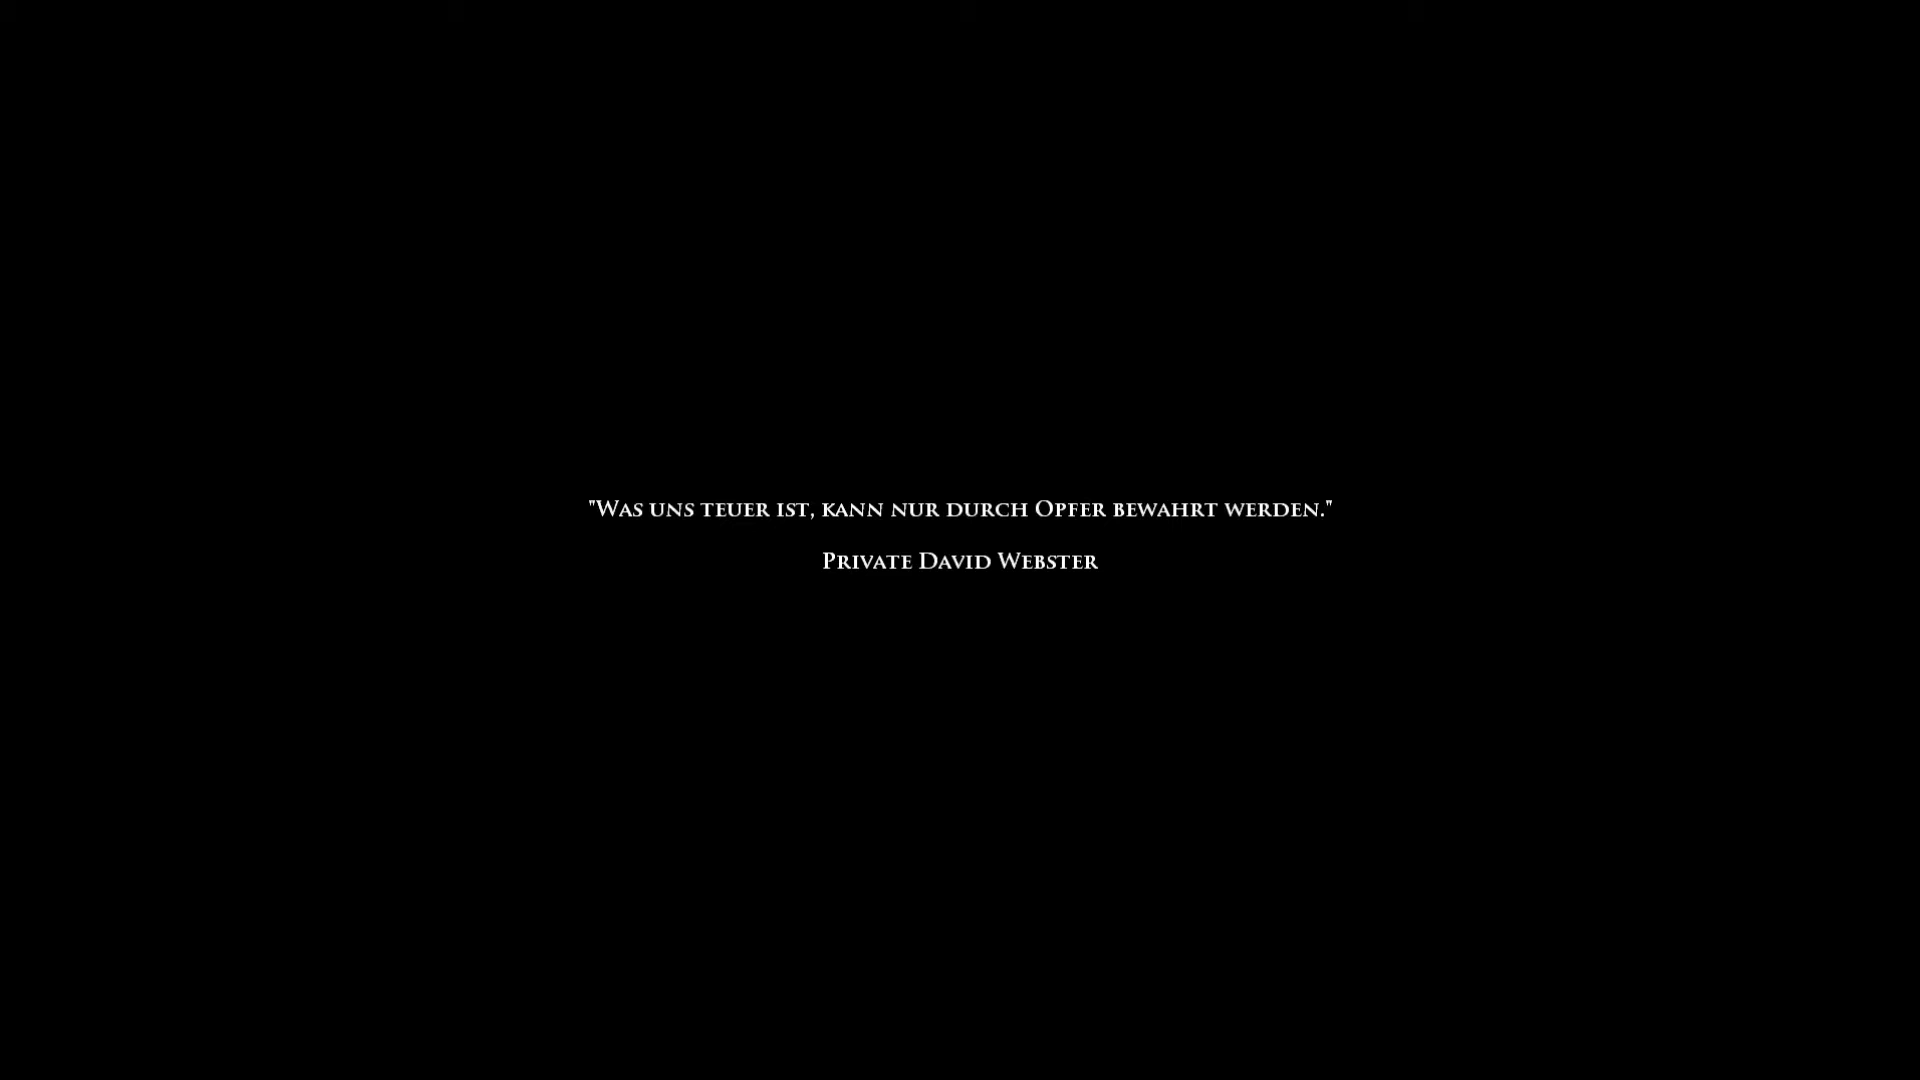 "Was uns teuer ist, kann nur durch Opfer bewahrt werden."
Private David Webster